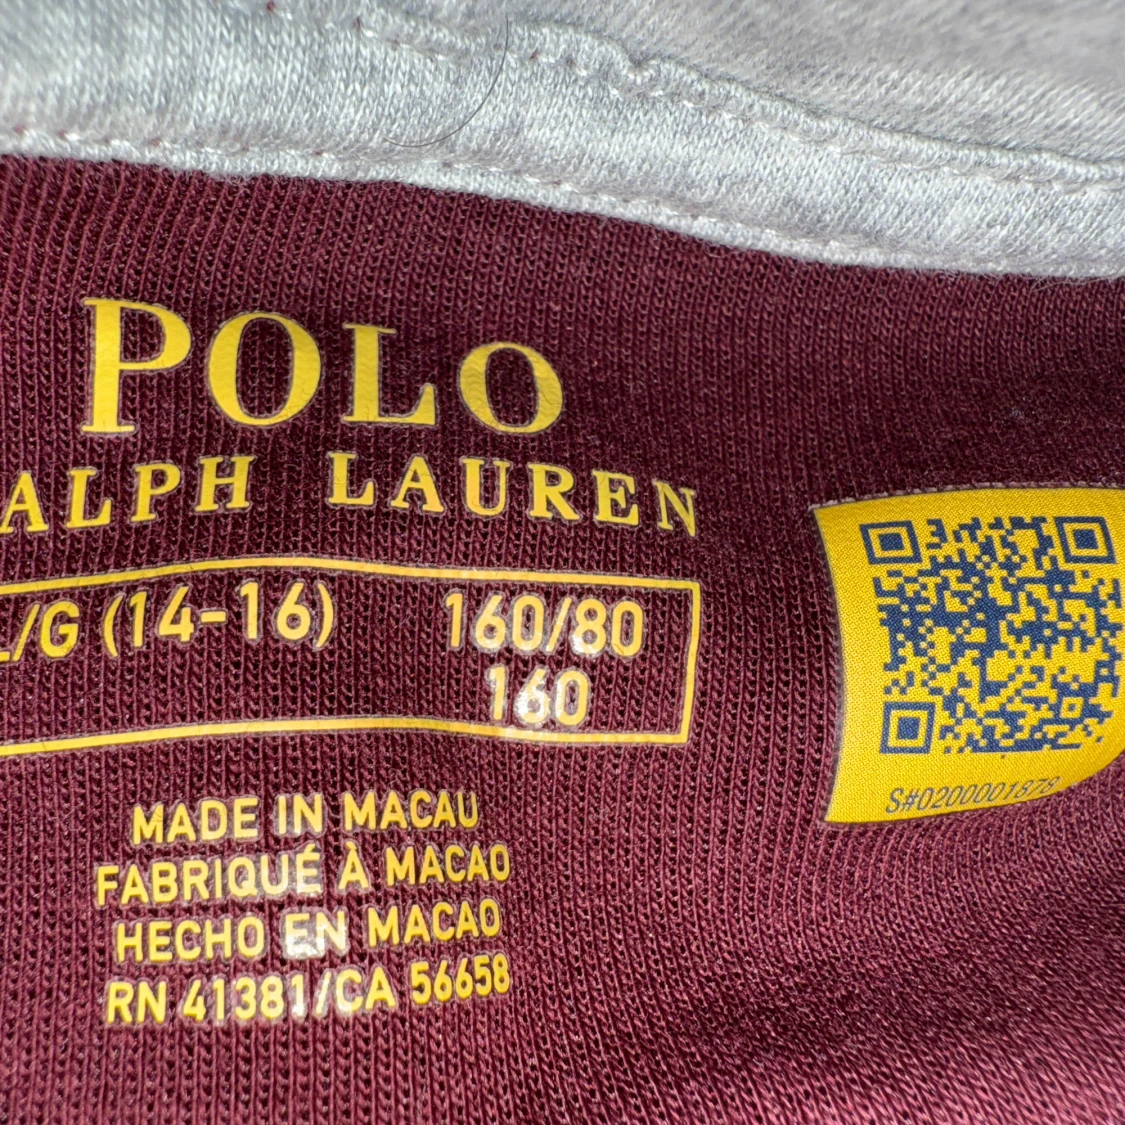 POLO
ALPH LAUREN
L/G (14-16) 160/80
160
MADE IN MACAU
FABRIQUÉ À MACAO
HECHO EN MACAO
RN 41381/CA 56658
S#0200001878